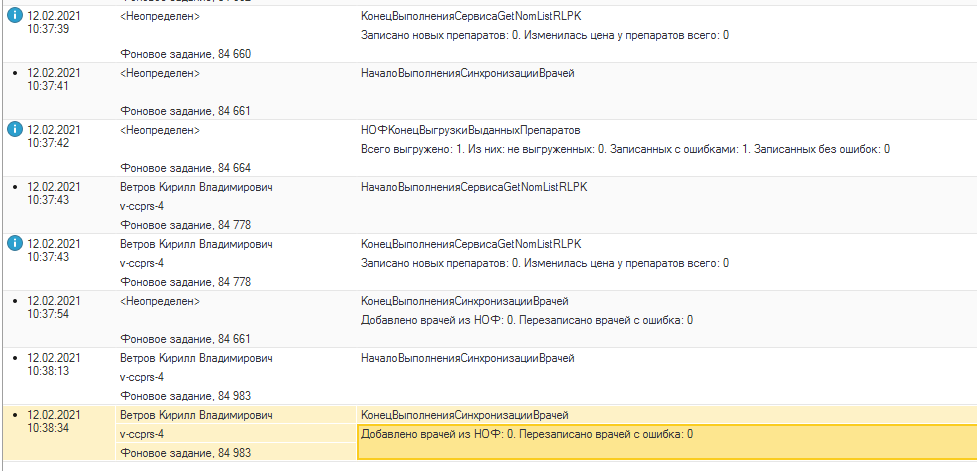 12.02.2021 <Неопределен> КонецВыполненияСервисаGetNomListRLPK
10:37:39 Записано новых препаратов: 0. Изменилась цена у препаратов всего: 0
Фоновое задание, 84 660
12.02.2021 <Неопределен> НачалоВыполненияСинхронизацииВрачей
10:37:41
Фоновое задание, 84 661
12.02.2021 <Неопределен> НОФКонецВыгрузкиВыданныхПрепаратов
10:37:42 Всего выгружено: 1. Из них: не выгруженных: 0. Записанных с ошибками: 1. Записанных без ошибок: 0
Фоновое задание, 84 664
12.02.2021 Ветров Кирилл Владимирович НачалоВыполненияСервисаGetNomListRLPK
10:37:43 v-ccprs-4
Фоновое задание, 84 778
12.02.2021 Ветров Кирилл Владимирович КонецВыполненияСервисаGetNomListRLPK
10:37:43 v-ccprs-4 Записано новых препаратов: 0. Изменилась цена у препаратов всего: 0
Фоновое задание, 84 778
12.02.2021 <Неопределен> КонецВыполненияСинхронизацииВрачей
10:37:54 Добавлено врачей из НОФ: 0. Перезаписано врачей с ошибка: 0
Фоновое задание, 84 661
12.02.2021 Ветров Кирилл Владимирович НачалоВыполненияСинхронизацииВрачей
10:38:13 v-ccprs-4
Фоновое задание, 84 983
12.02.2021 Ветров Кирилл Владимирович КонецВыполненияСинхронизацииВрачей
10:38:34 v-ccprs-4 Добавлено врачей из НОФ: 0. Перезаписано врачей с ошибка: 0
Фоновое задание, 84 983